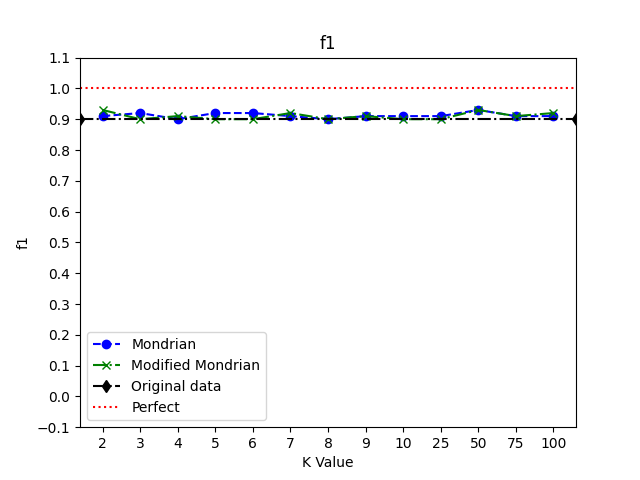 f1
1.1
1.0
0.9
0.8
0.7
0.6
0.5
0.4
0.3
0.2
0.1
0.0
−0.1
f1
Mondrian
Modified Mondrian
Original data
Perfect
2 3 4 5 6 7 8 9 10 25 50 75 100
K Value